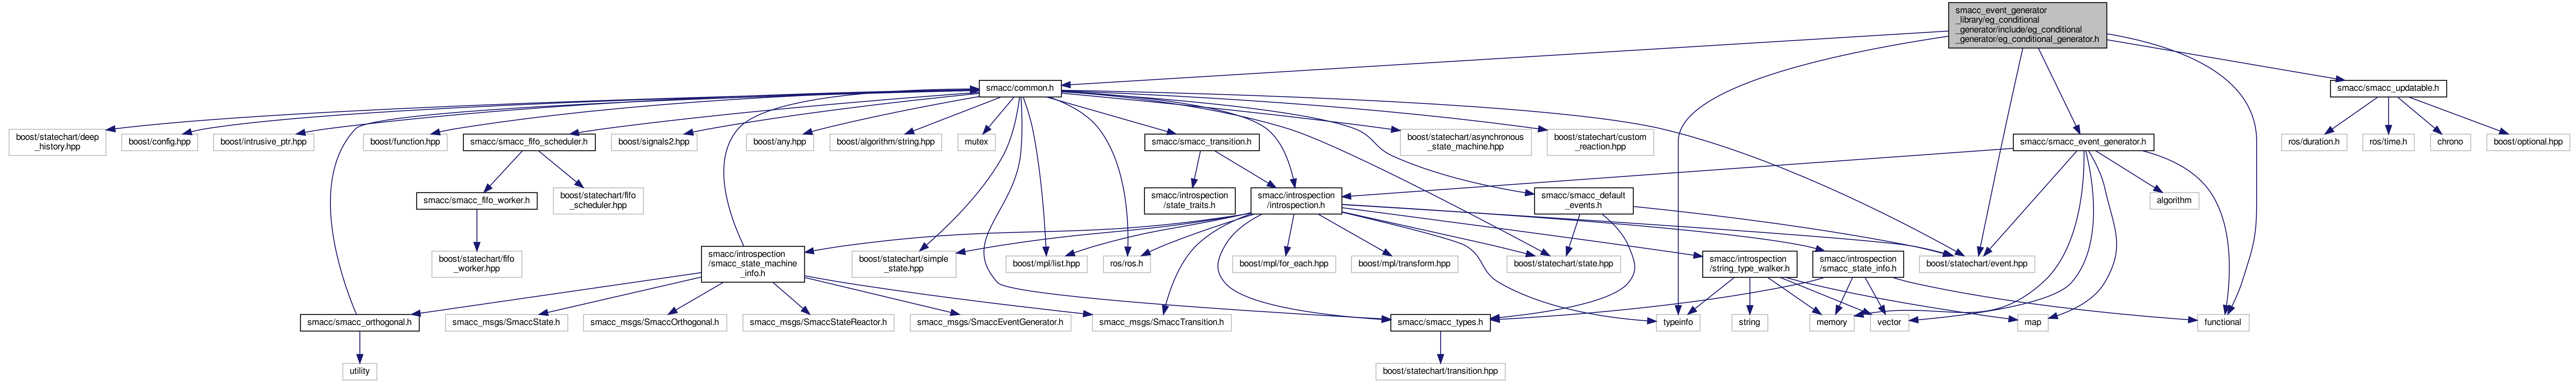 smacc_event_generator
_library/eg_conditional
_generator/include/eg_conditional
_generator/eg_conditional_generator.h
smacc/common.h
smacc/smacc_updatable.h
boost/statechart/deep
_history.hpp
boost/config.hpp
boost/intrusive_ptr.hpp
boost/function.hpp
smacc/smacc_fifo_scheduler.h
boost/signals2.hpp
boost/any.hpp
boost/algorithm/string.hpp
mutex
smacc/smacc_transition.h
boost/statechart/asynchronous
_state_machine.hpp
boost/statechart/custom
_reaction.hpp
smacc/smacc_event_generator.h
ros/duration.h
ros/time.h
chrono
boost/optional.hpp
smacc/smacc_fifo_worker.h
boost/statechart/fifo
_scheduler.hpp
smacc/introspection
/state_traits.h
smacc/introspection
/introspection.h
smacc/smacc_default
_events.h
algorithm
boost/statechart/fifo
_worker.hpp
smacc/introspection
/smacc_state_machine
_info.h
boost/statechart/simple
_state.hpp
boost/mpl/list.hpp
ros/ros.h
boost/mpl/for_each.hpp
boost/mpl/transform.hpp
boost/statechart/state.hpp
smacc/introspection
/string_type_walker.h
smacc/introspection
/smacc_state_info.h
boost/statechart/event.hpp
smacc/smacc_orthogonal.h
smacc_msgs/SmaccState.h
smacc_msgs/SmaccOrthogonal.h
smacc_msgs/SmaccStateReactor.h
smacc_msgs/SmaccEventGenerator.h
smacc_msgs/SmaccTransition.h
smacc/smacc_types.h
typeinfo
string
memory
vector
map
functional
utility
boost/statechart/transition.hpp